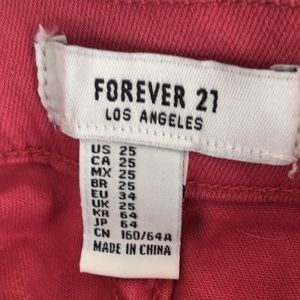 FOREVER 21
LOS ANGELES
US 25
CA 25
MX 25
BR 25
EU 34
UK 25
KR 64
JP 64
CN 160/64A
MADE IN CHINA